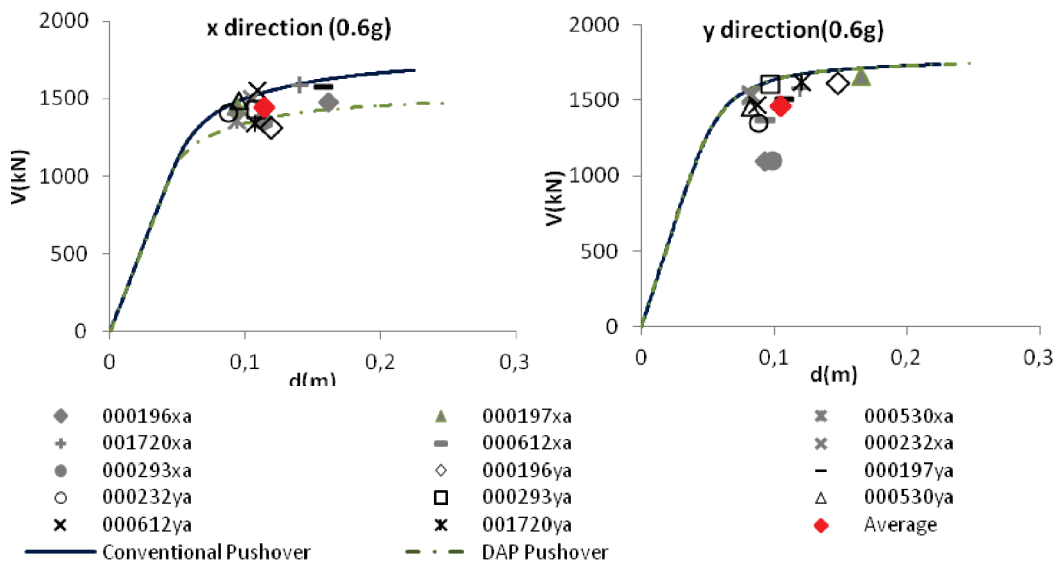 x direction (0.6g)
2000
1500
1000
500
0
V(kN)
0
0,1
0,2
0,3
d(m)
y direction(0.6g)
2000
1500
1000
500
0
V(kN)
0
0,1
0,2
0,3
d(m)
000196xa
000197xa
000530xa
001720xa
000612xa
000232xa
000293xa
000196ya
000197ya
000232ya
000293ya
000530ya
000612ya
001720ya
Average
Conventional Pushover
DAP Pushover